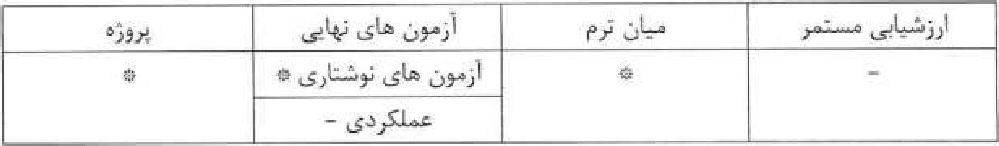 ارزشیابی مستمر میان ترم آزمون های نهایی پروژه
- * آزمون های نوشتاری * *
عملکردی -